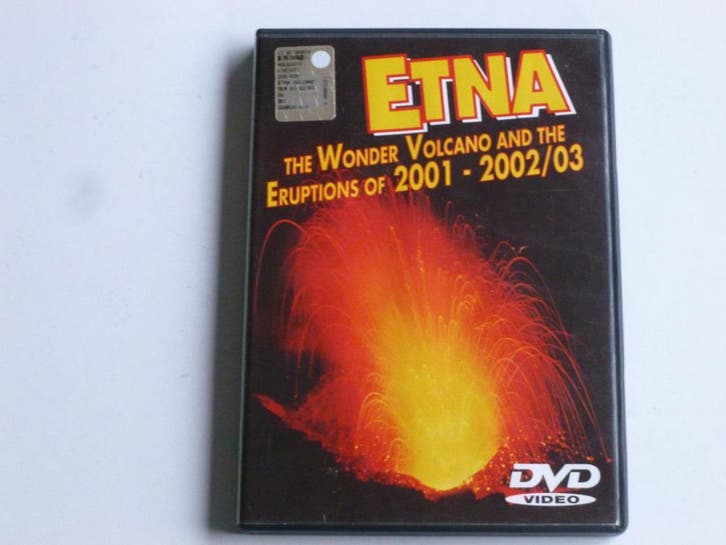 ETNA
THE WONDER VOLCANO AND THE
ERUPTIONS OF 2001 - 2002/03
DVD
VIDEO